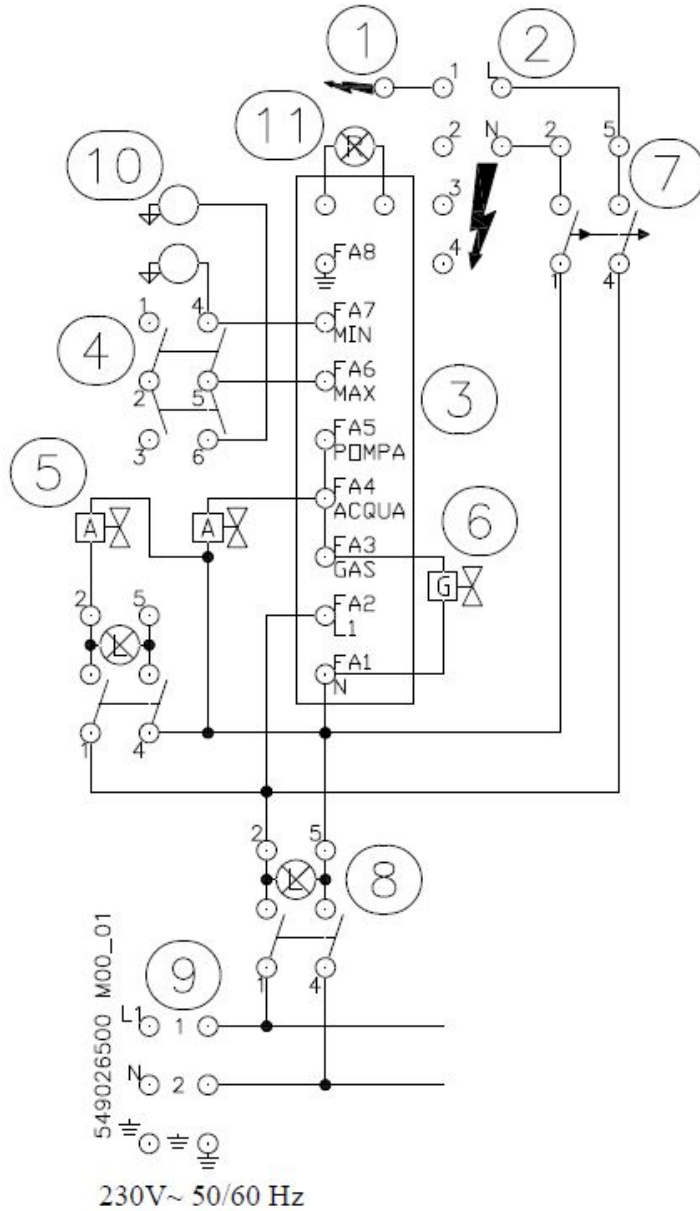 1
2
1
L
11
R
2
N
2
5
10
7
3
FA8
4
1
4
FA7
MIN
1
4
4
FA6
MAX
3
2
5
FA5
POMPA
3
6
5
FA4
ACQUA
6
A
A
FA3
GAS
G
2
5
FA2
L1
L
FA1
N
1
4
2
5
L
8
549026500 M00_01
9
1
4
L1
1
N
2
230V~ 50/60 Hz